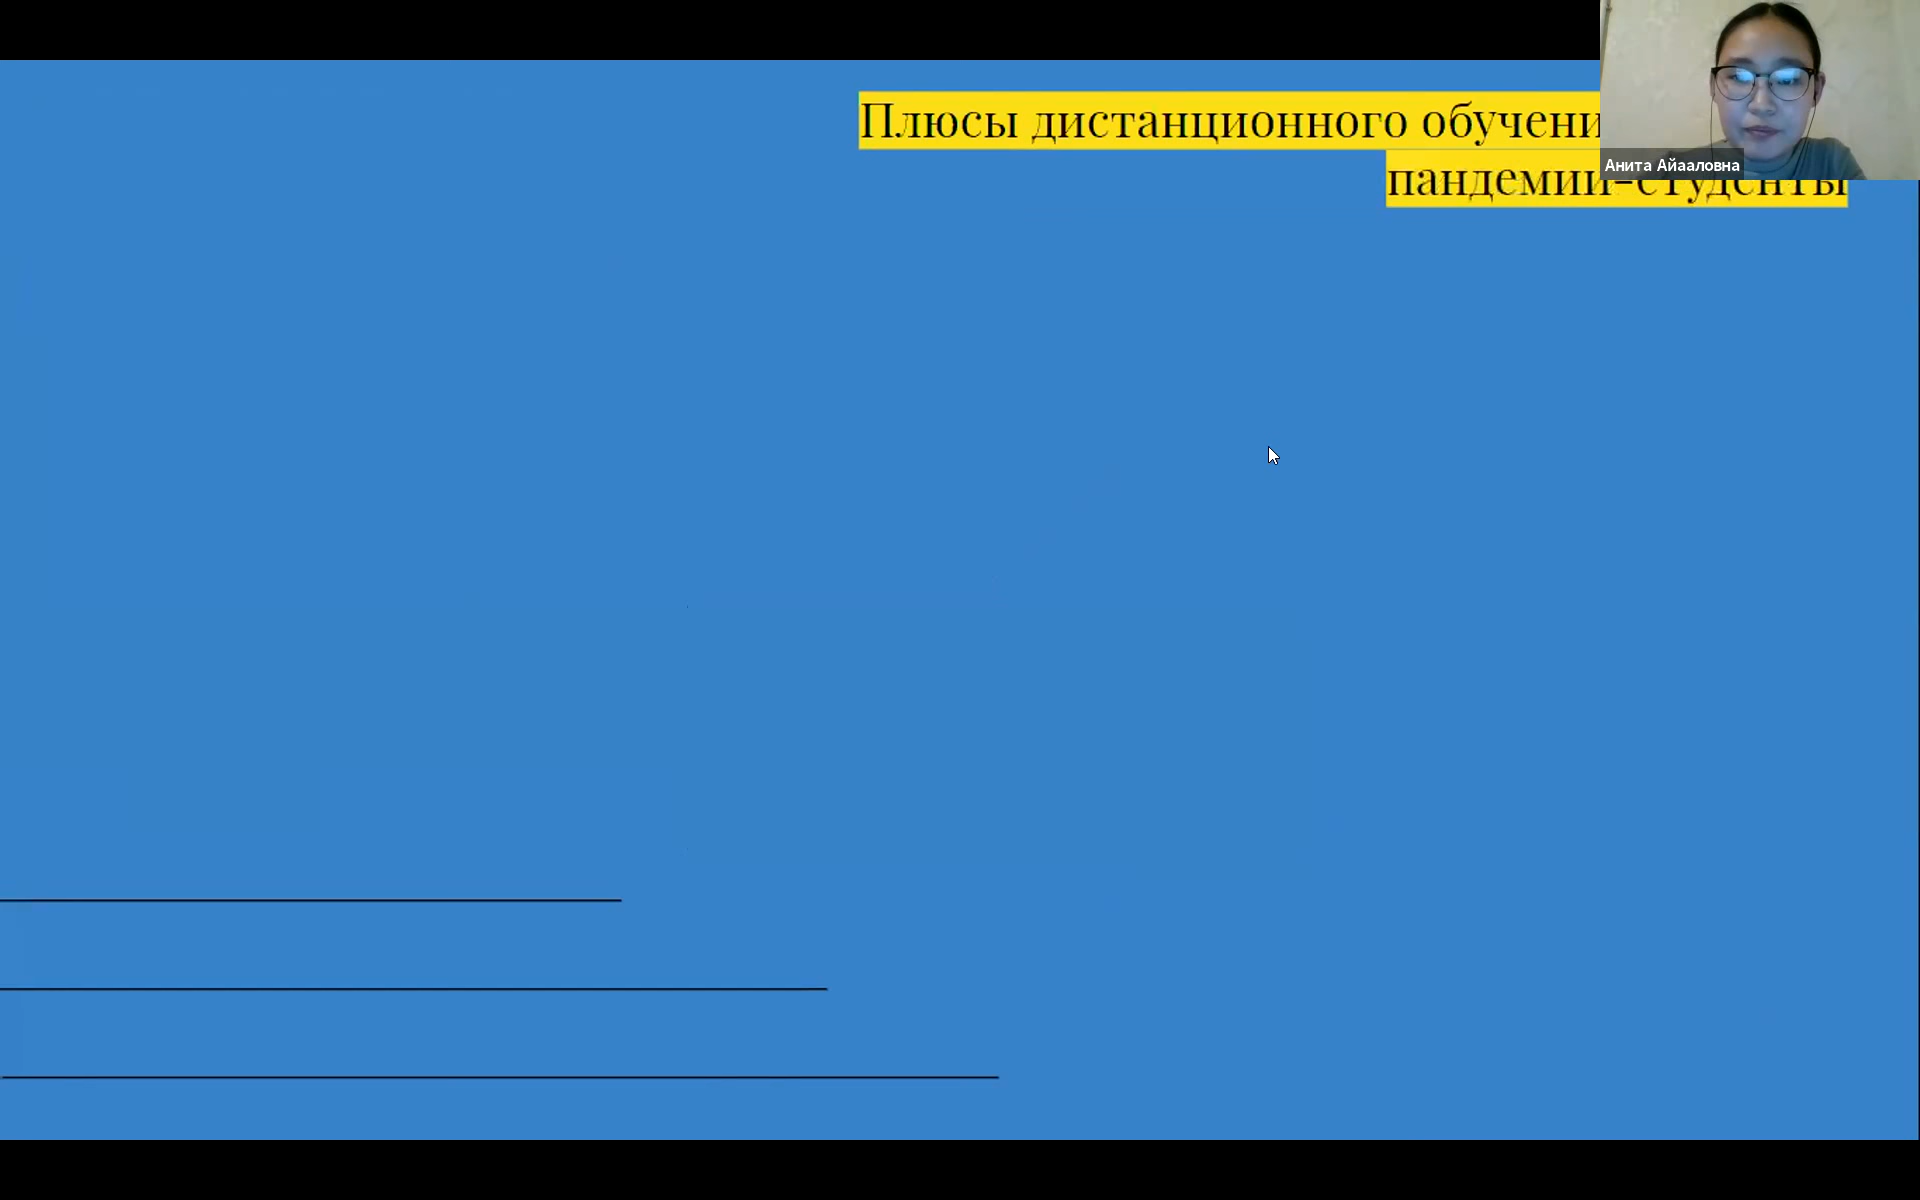 Плюсы дистанционного обучени
пандемии-студенты
Анита Айааловна